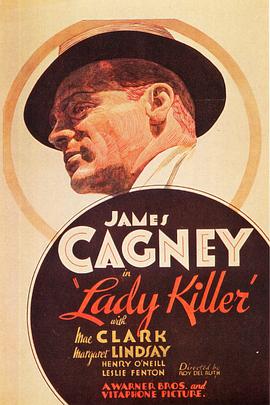 JAMES
CAGNEY
in
'Lady Killer'
with
Mae CLARK
Margaret LINDSAY
HENRY O'NEILL
LESLIE FENTON
Directed by
ROY DEL RUTH
A WARNER BROS. and
VITAPHONE PICTURE.